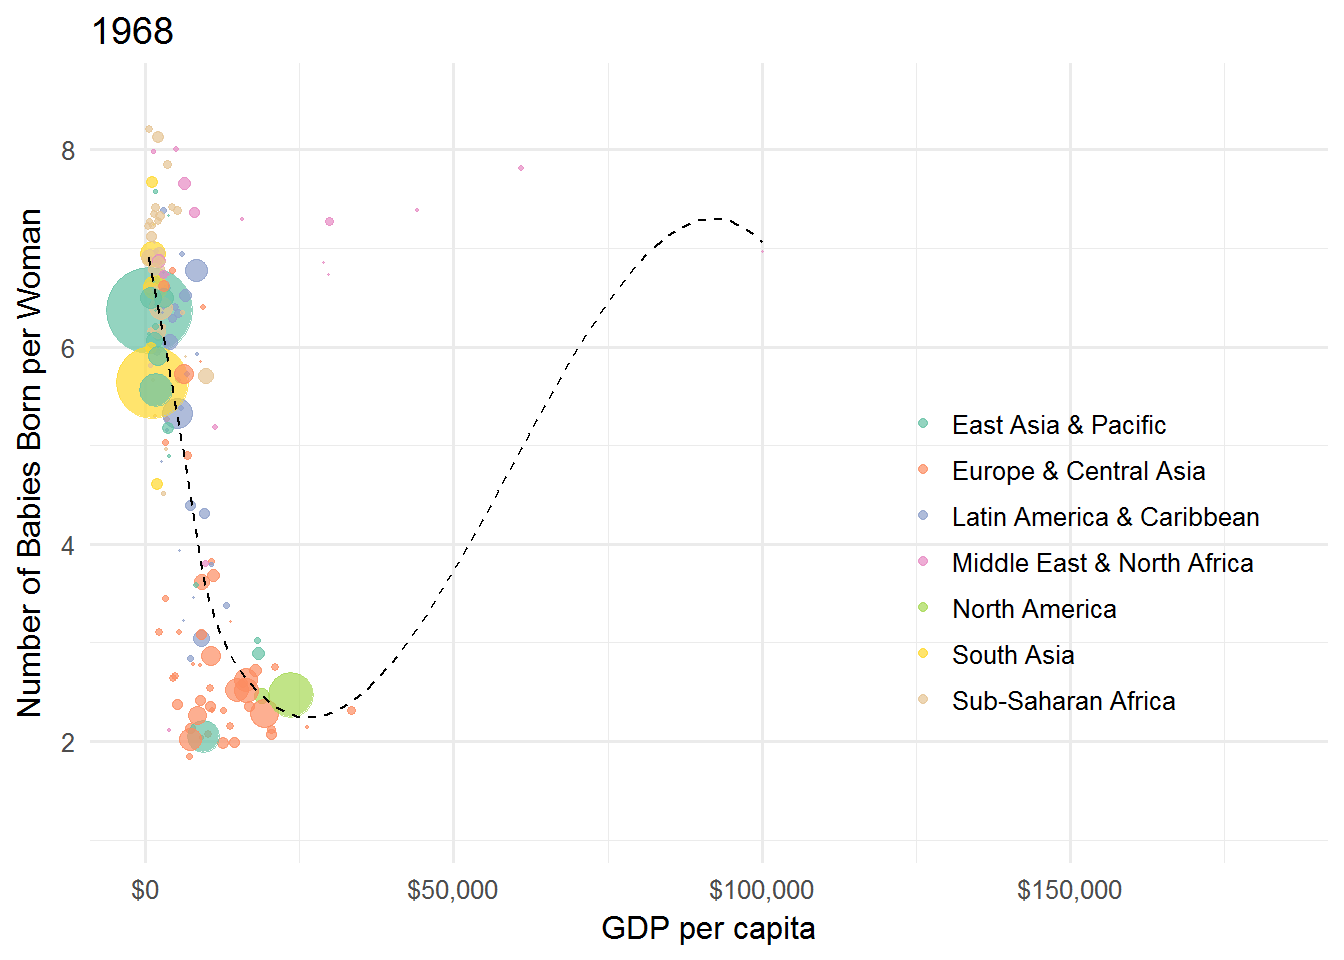 1968
Number of Babies Born per Woman
8
6
4
2
East Asia & Pacific
Europe & Central Asia
Latin America & Caribbean
Middle East & North Africa
North America
South Asia
Sub-Saharan Africa
$0
$50,000
$100,000
$150,000
GDP per capita